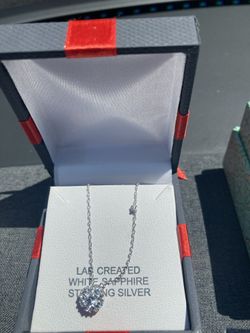 LAB CREATED
WHITE SAPPHIRE
STERLING SILVER